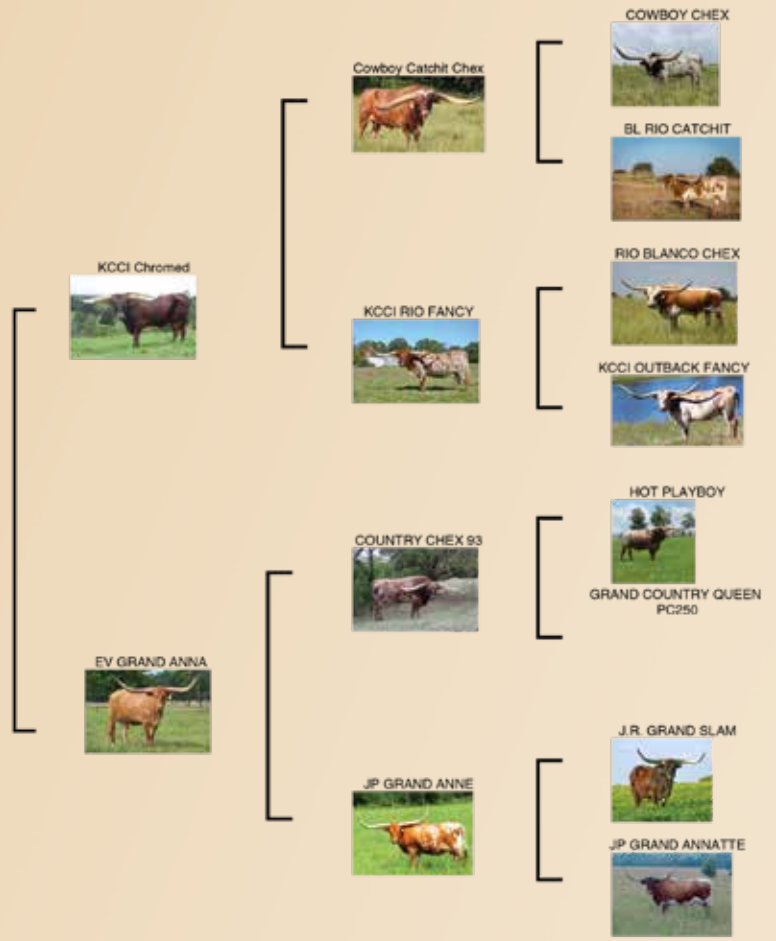 COWBOY CHEX
Cowboy Catchit Chex
BL RIO CATCHIT
KCCI Chromed
RIO BLANCO CHEX
KCCI RIO FANCY
KCCI OUTBACK FANCY
HOT PLAYBOY
COUNTRY CHEX 93
GRAND COUNTRY QUEEN
PC250
EV GRAND ANNA
J.R. GRAND SLAM
JP GRAND ANNE
JP GRAND ANNATTE